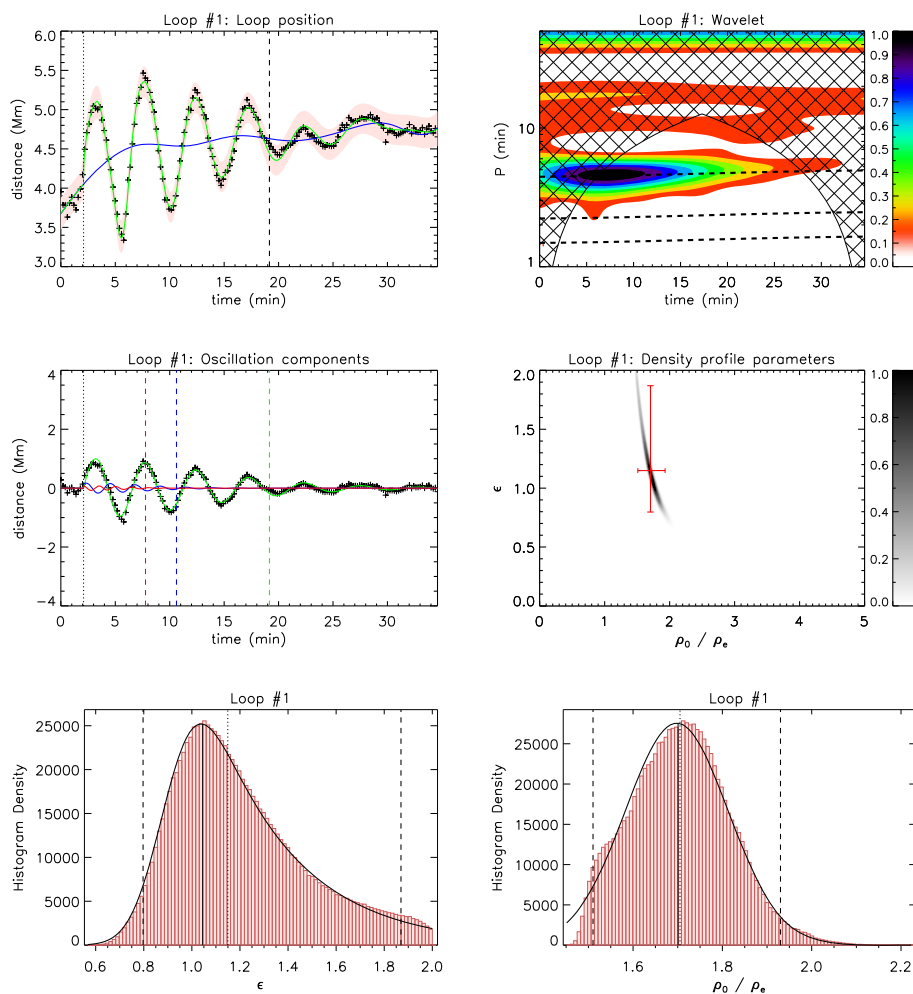 Loop #1: Loop position
Loop #1: Wavelet
6.0
5.5
5.0
4.5
4.0
3.5
3.0
distance (Mm)
0 5 10 15 20 25 30
time (min)
10
1
P (min)
0 5 10 15 20 25 30
time (min)
1.0
0.9
0.8
0.7
0.6
0.5
0.4
0.3
0.2
0.1
0.0
Loop #1: Oscillation components
Loop #1: Density profile parameters
4
2
0
−2
−4
distance (Mm)
0 5 10 15 20 25 30
time (min)
2.0
1.5
1.0
0.5
0.0
ϵ
0 1 2 3 4 5
ρ0 / ρe
1.0
0.8
0.6
0.4
0.2
0.0
Loop #1
Loop #1
25000
20000
15000
10000
5000
0
Histogram Density
0.6 0.8 1.0 1.2 1.4 1.6 1.8 2.0
ϵ
25000
20000
15000
10000
5000
0
Histogram Density
1.6 1.8 2.0 2.2
ρ0 / ρe